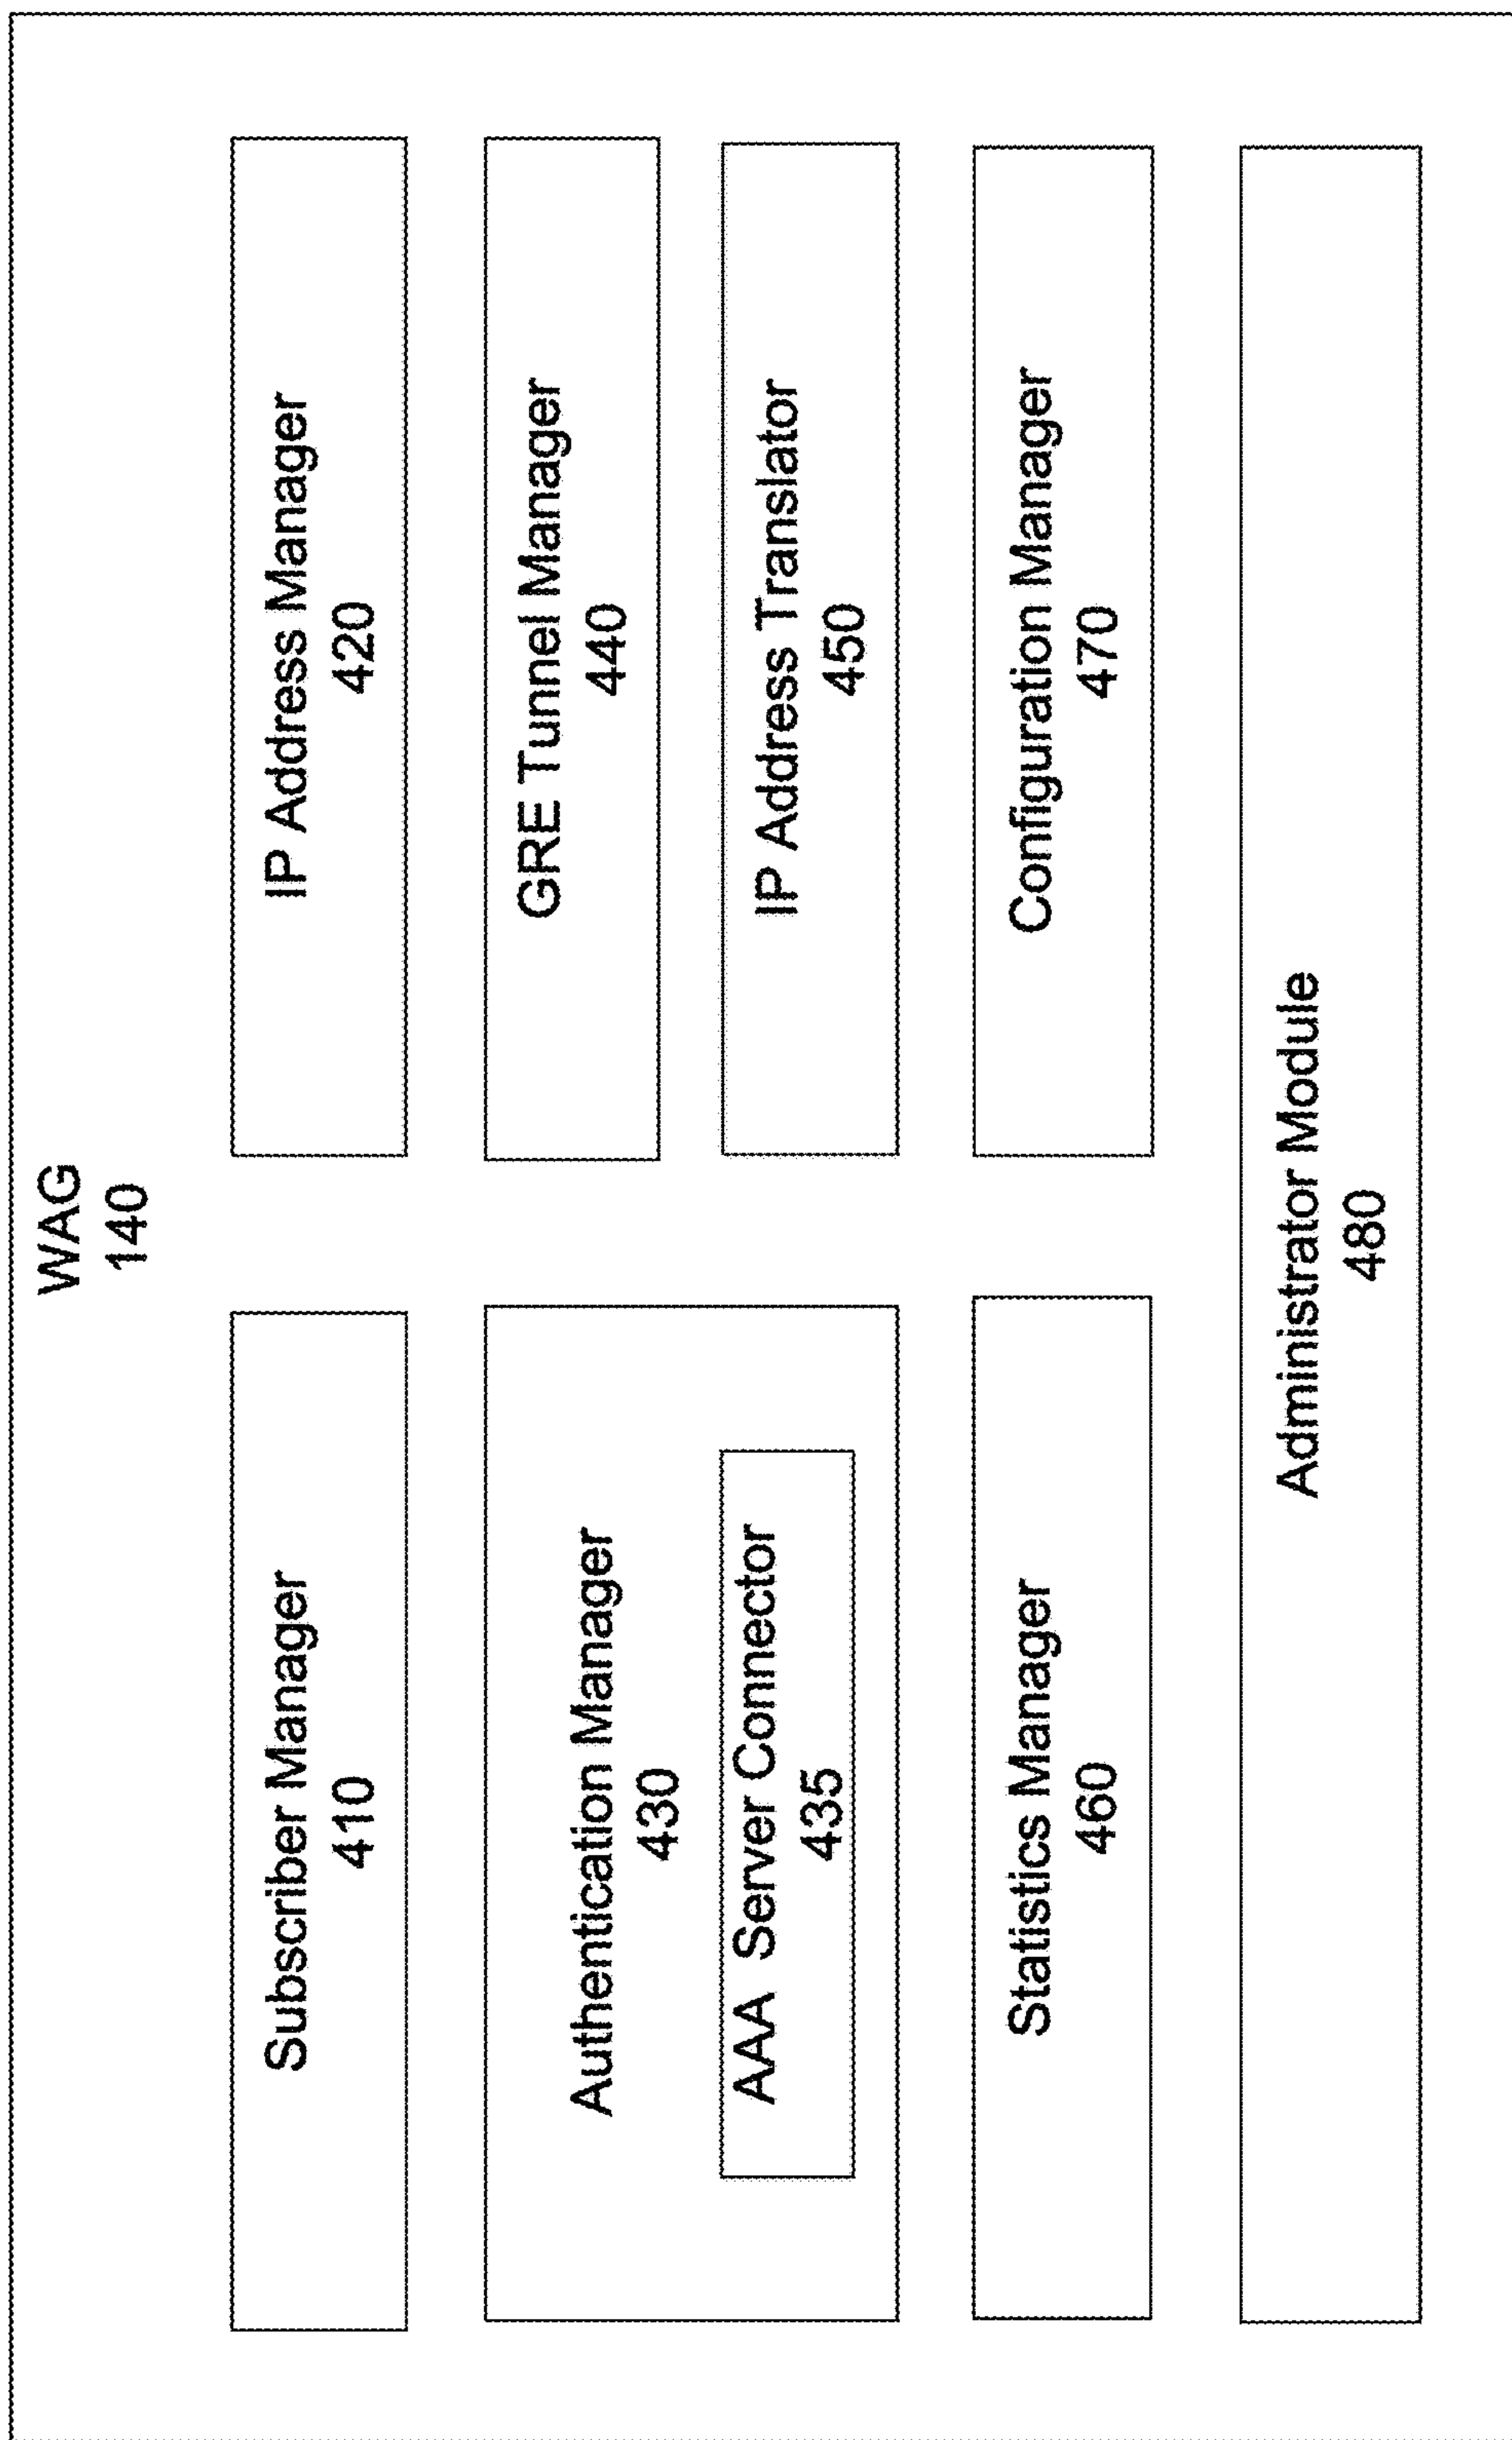 WAG
140
Subscriber Manager
410
IP Address Manager
420
Authentication Manager
430
AAA Server Connector
435
GRE Tunnel Manager
440
IP Address Translator
450
Statistics Manager
460
Configuration Manager
470
Administrator Module
480